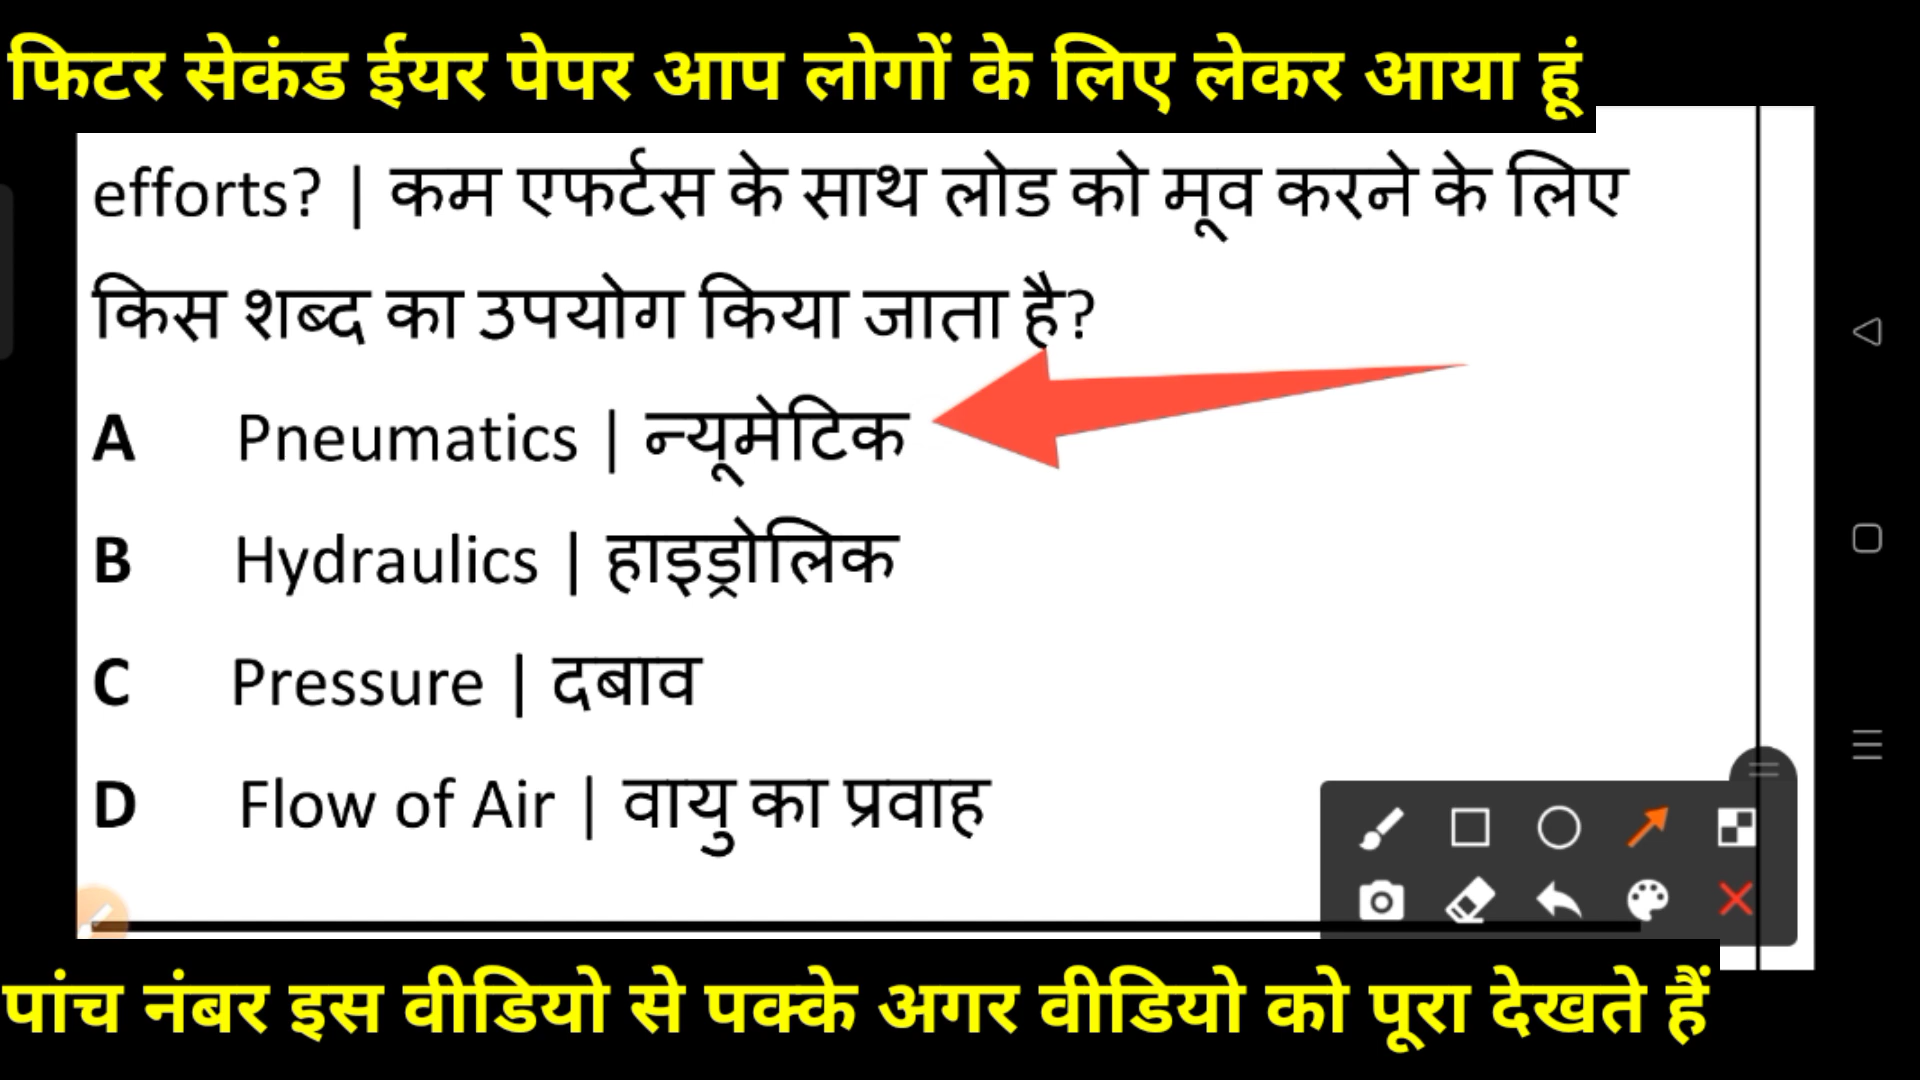 फिटर सेकंड ईयर पेपर आप लोगों के लिए लेकर आया हूं
efforts? | कम एफर्टस के साथ लोड को मूव करने के लिए
किस शब्द का उपयोग किया जाता है?
A Pneumatics | न्यूमेटिक
B Hydraulics | हाइड्रोलिक
C Pressure | दबाव
D Flow of Air | वायु का प्रवाह
पांच नंबर इस वीडियो से पक्के अगर वीडियो को पूरा देखते हैं